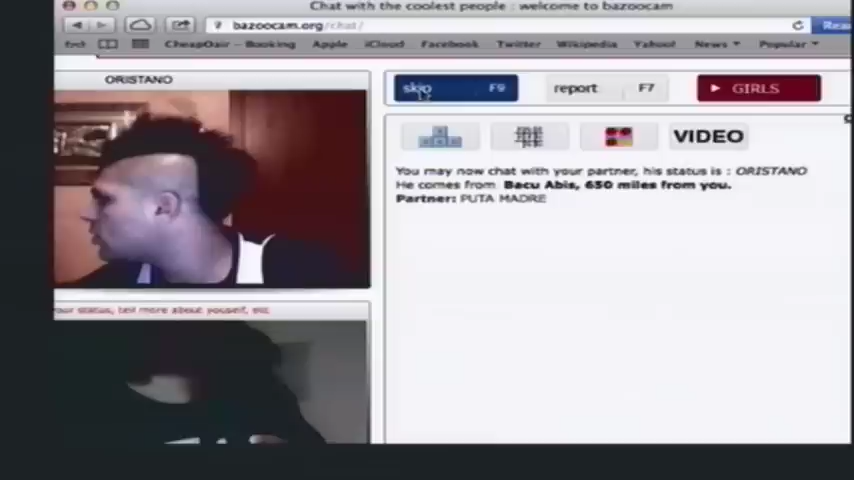 Chat with the coolest people : welcome to bazoocam
bazoocam.org/chat/
CheapOair - Booking Apple iCloud Facebook Twitter Wikipedia Yahoo! News Popular
ORISTANO
skip F9 report F7 GIRLS
VIDEO
You may now chat with your partner, his status is : ORISTANO
He comes from Bacu Abis, 650 miles from you.
Partner: PUTA MADRE
your status, tell more about youself, etc